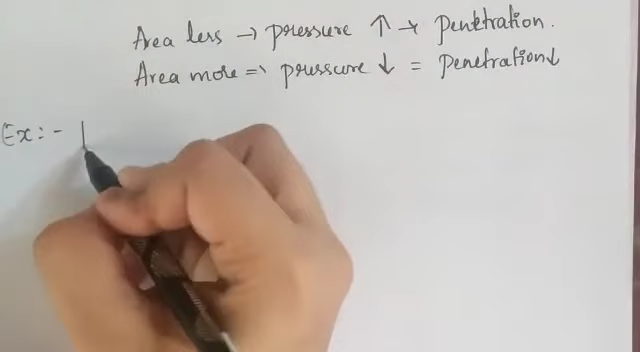 Area less → pressure ↑ → Penetration.
Area more => pressure ↓ = Penetration↓
Ex:- |